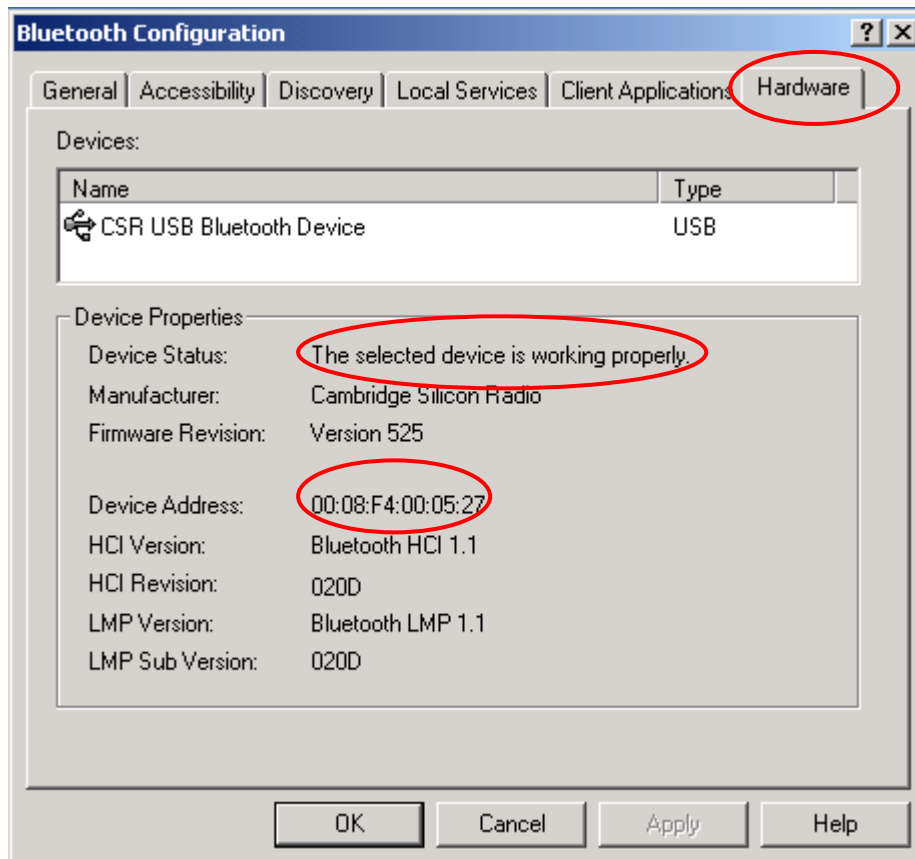 Bluetooth Configuration
General Accessibility Discovery Local Services Client Applications Hardware
Devices:
Name Type
CSR USB Bluetooth Device USB
Device Properties
Device Status: The selected device is working properly.
Manufacturer: Cambridge Silicon Radio
Firmware Revision: Version 525
Device Address: 00:08:F4:00:05:27
HCI Version: Bluetooth HCI 1.1
HCI Revision: 020D
LMP Version: Bluetooth LMP 1.1
LMP Sub Version: 020D
OK Cancel Apply Help